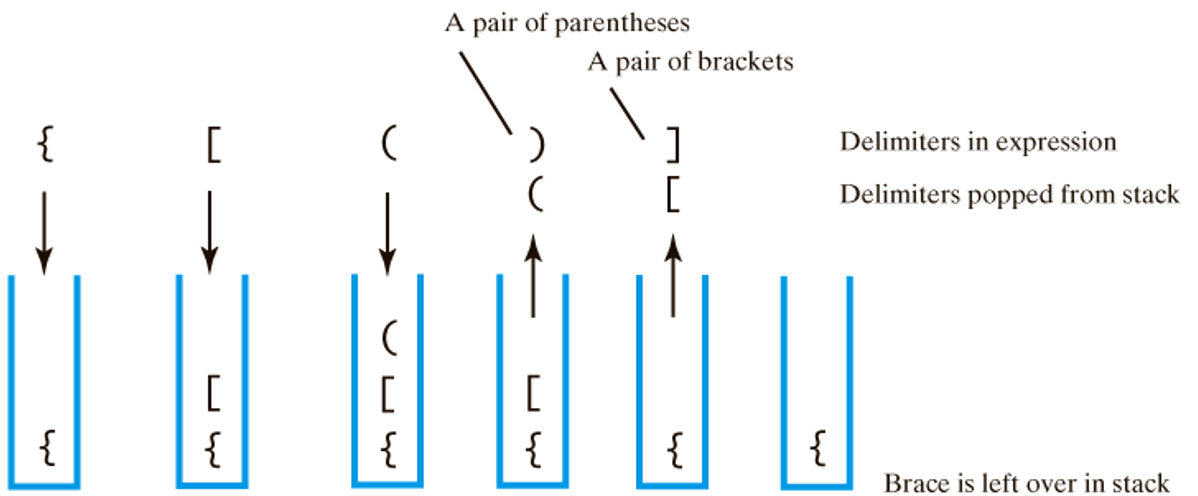 A pair of parentheses
A pair of brackets
{ [ ( ) ] Delimiters in expression
( [ Delimiters popped from stack
(
[ [ [
{ { { { { {
Brace is left over in stack